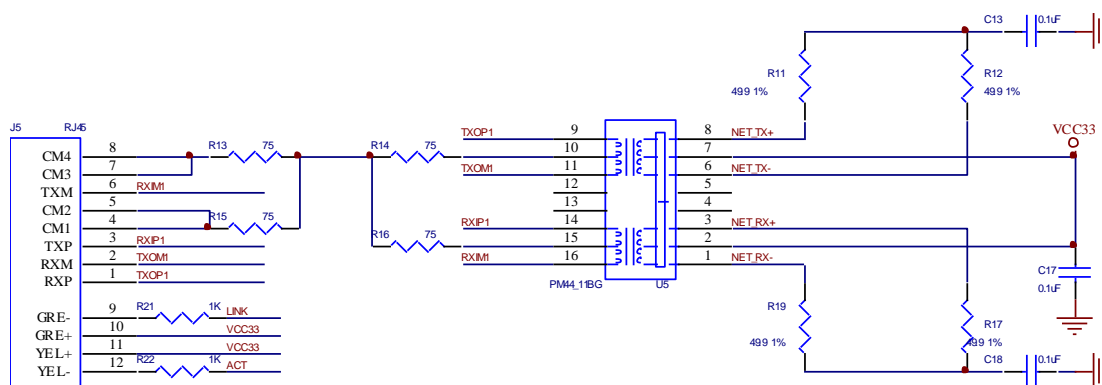 C13 0.1uF
R11 R12
499 1% 499 1%
J5 RJ45
VCC33
TXOP1 9 8 NET_TX+
CM4 8 R13 75 R14 75 10 7
CM3 7 TXOM1 11 6 NET_TX-
TXM 6 RXIM1 12 5
CM2 5 13 4
CM1 4 R15 75 RXIP1 14 3 NET_RX+
TXP 3 RXIP1 R16 75 15 2
RXM 2 TXOM1 RXIM1 16 1 NET_RX-
RXP 1 TXOP1
C17
PM44_11BG U5 0.1uF
GRE- 9 R21 1K LINK R19 R17
GRE+ 10 VCC33
YEL+ 11 VCC33 499 1% 499 1%
YEL- 12 R22 1K ACT C18 0.1uF